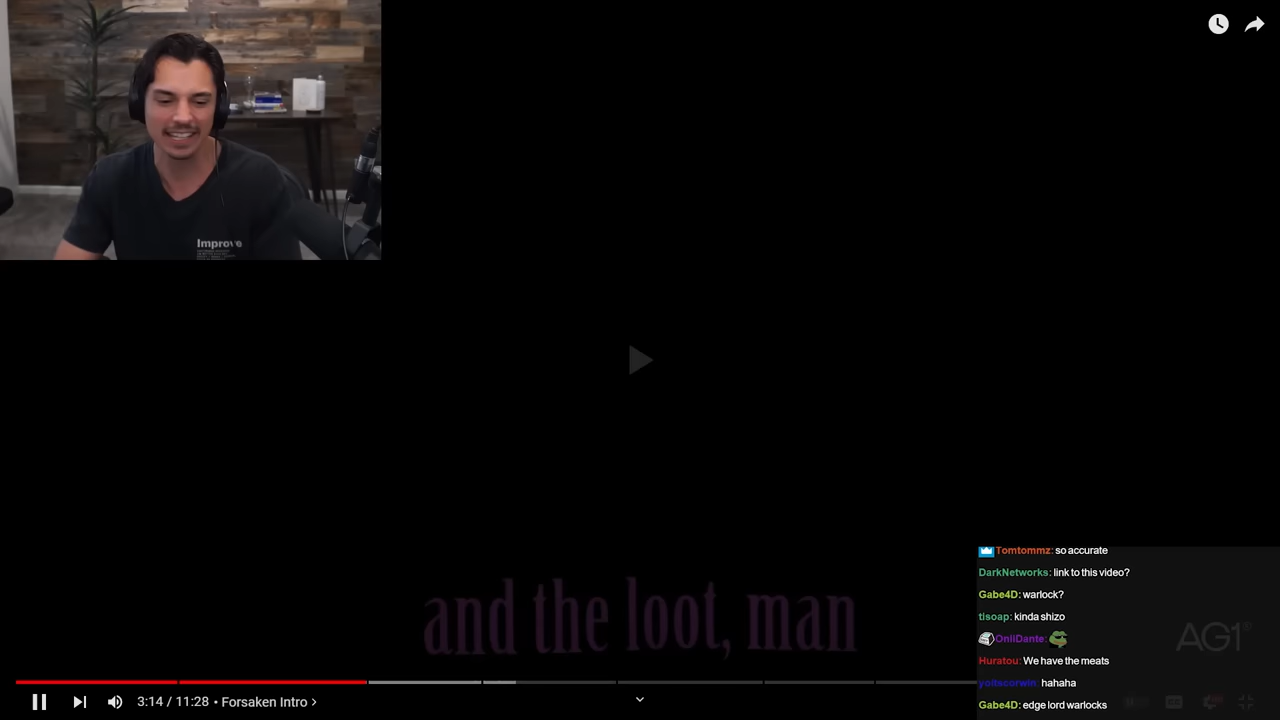 Improve
and the loot, man
Tomtommz: so accurate
DarkNetworks: link to this video?
Gabe4D: warlock?
tlsoap: kinda shizo
OniiDante:
Huratou: We have the meats
yoitscorwin: hahaha
Gabe4D: edge lord warlocks
AG1®
3:14 / 11:28 • Forsaken Intro >